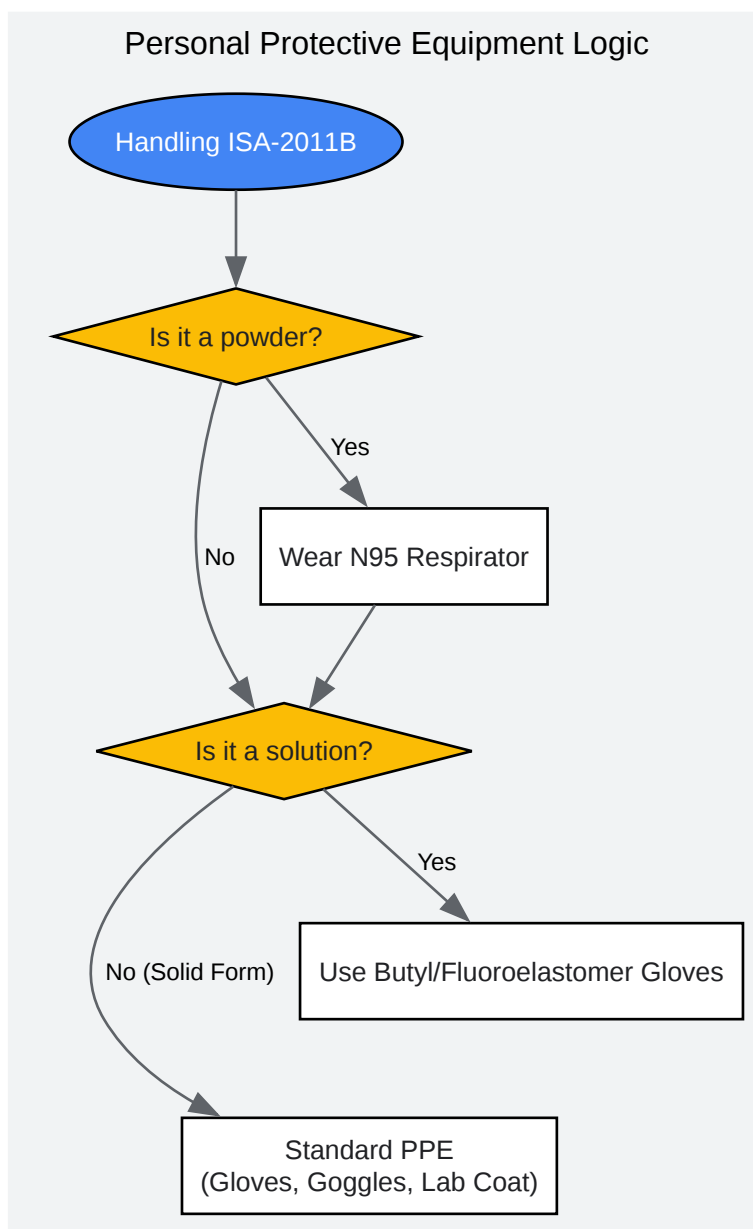 Personal Protective Equipment Logic
Handling ISA-2011B
Is it a powder?
Yes
Wear N95 Respirator
No
Is it a solution?
Yes
Use Butyl/Fluoroelastomer Gloves
No (Solid Form)
Standard PPE
(Gloves, Goggles, Lab Coat)